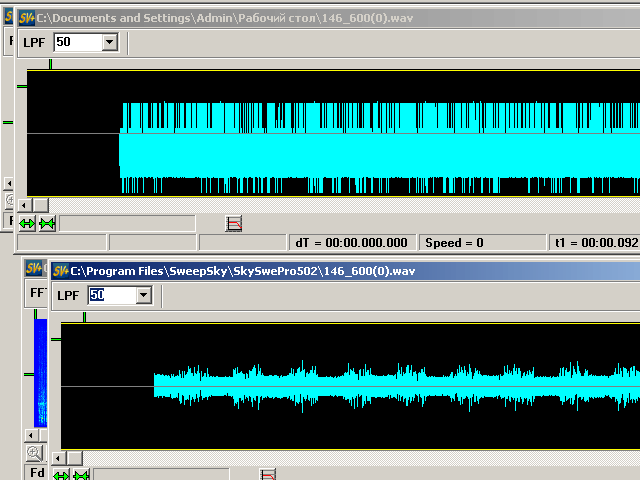 SV+ C:\Documents and Settings\Admin\Рабочий стол\146_600(0).wav
LPF 50
dT = 00:00.000.000 Speed = 0 t1 = 00:00.092
SV+ C:\Program Files\SweepSky\SkySwePro502\146_600(0).wav
FF LPF 50
Fd